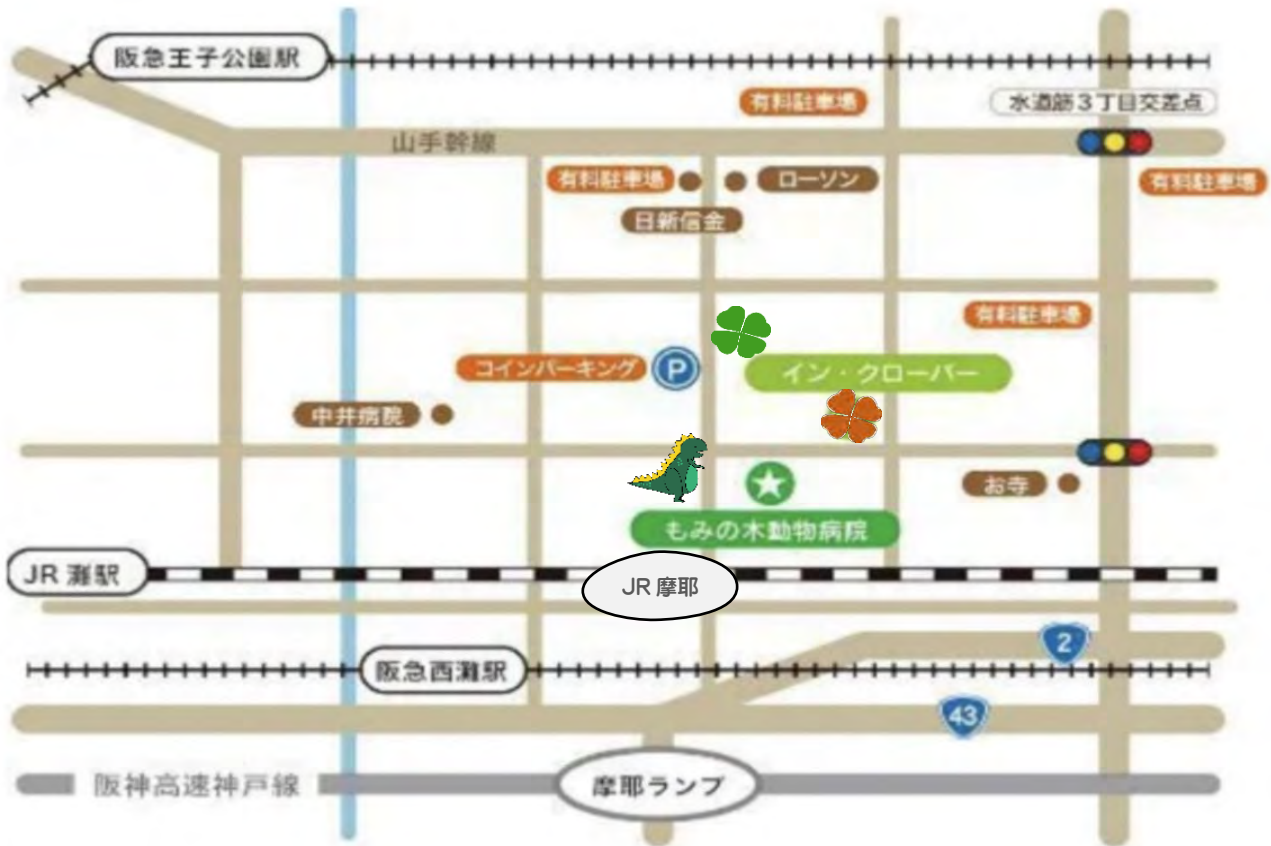 阪急王子公園駅
有料駐車場
水道筋3丁目交差点
山手幹線
有料駐車場
ローソン
有料駐車場
日新信金
有料駐車場
コインパーキング
P
イン・クローバー
中井病院
お寺
もみの木動物病院
JR 灘駅
JR 摩耶
2
阪急西灘駅
43
阪神高速神戸線
摩耶ランプ